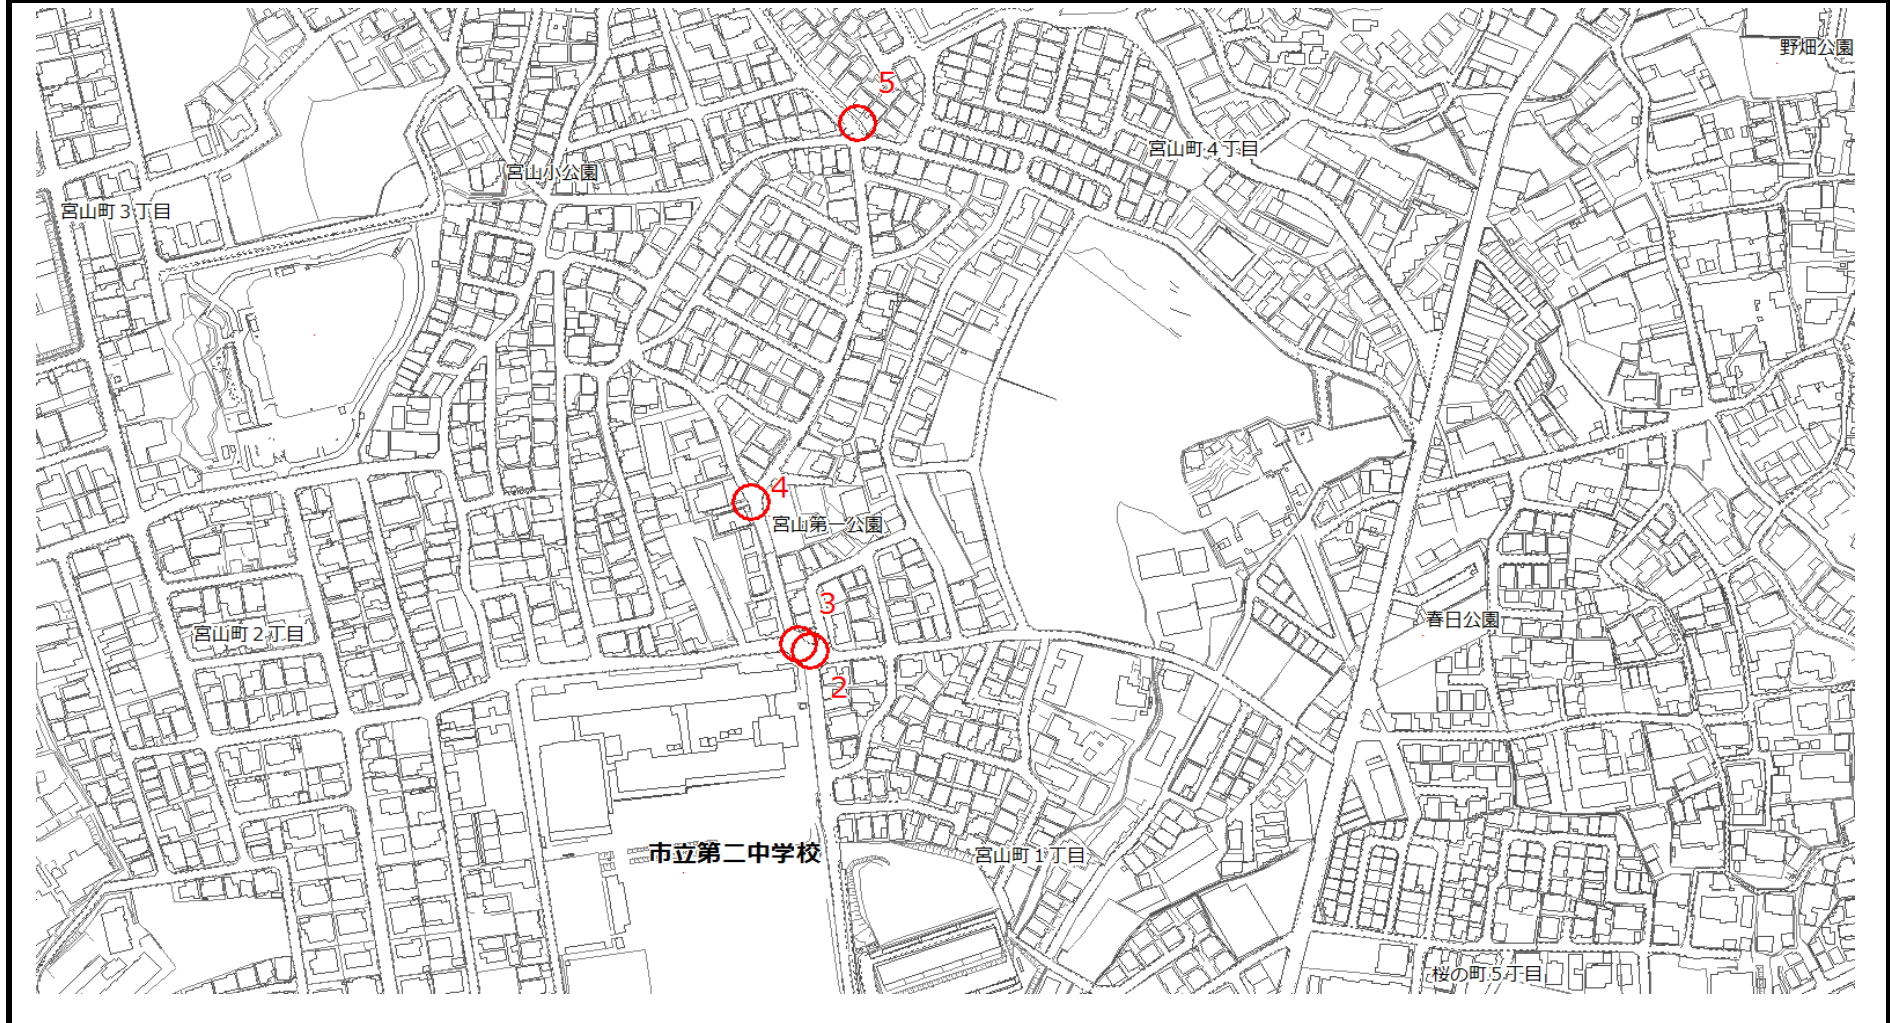 野畑公園
5
宮山町４丁目
宮山小公園
宮山町３丁目
4
宮山第一公園
3
春日公園
宮山町２丁目
2
市立第二中学校
宮山町１丁目
桜の町５丁目